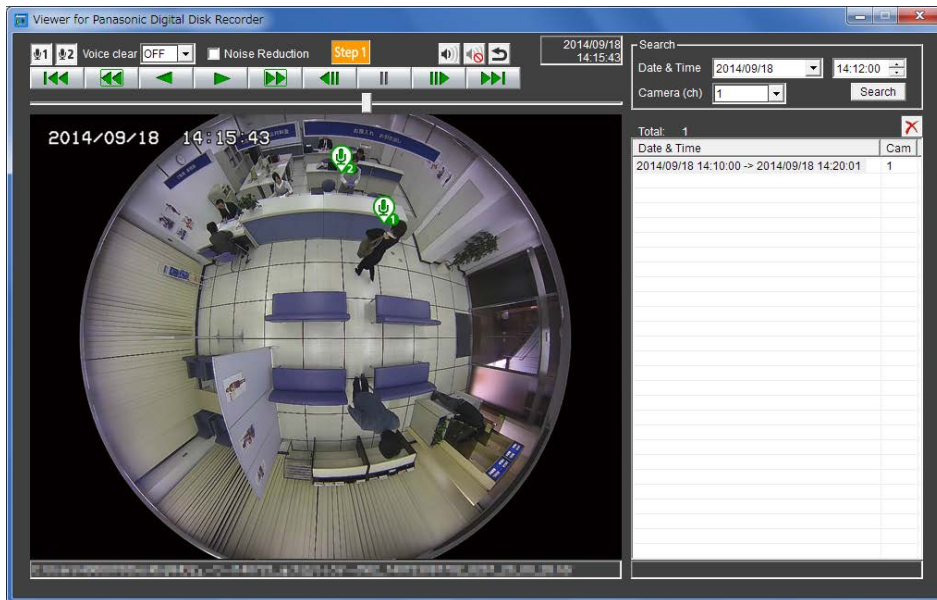 Viewer for Panasonic Digital Disk Recorder
1 2 Voice clear OFF Noise Reduction Step 1
2014/09/18
14:15:43
Search
Date & Time 2014/09/18 14:12:00
Camera (ch) 1 Search
2014/09/18 14:15:43
2
1
Total: 1
Date & Time Cam
2014/09/18 14:10:00 -> 2014/09/18 14:20:01 1